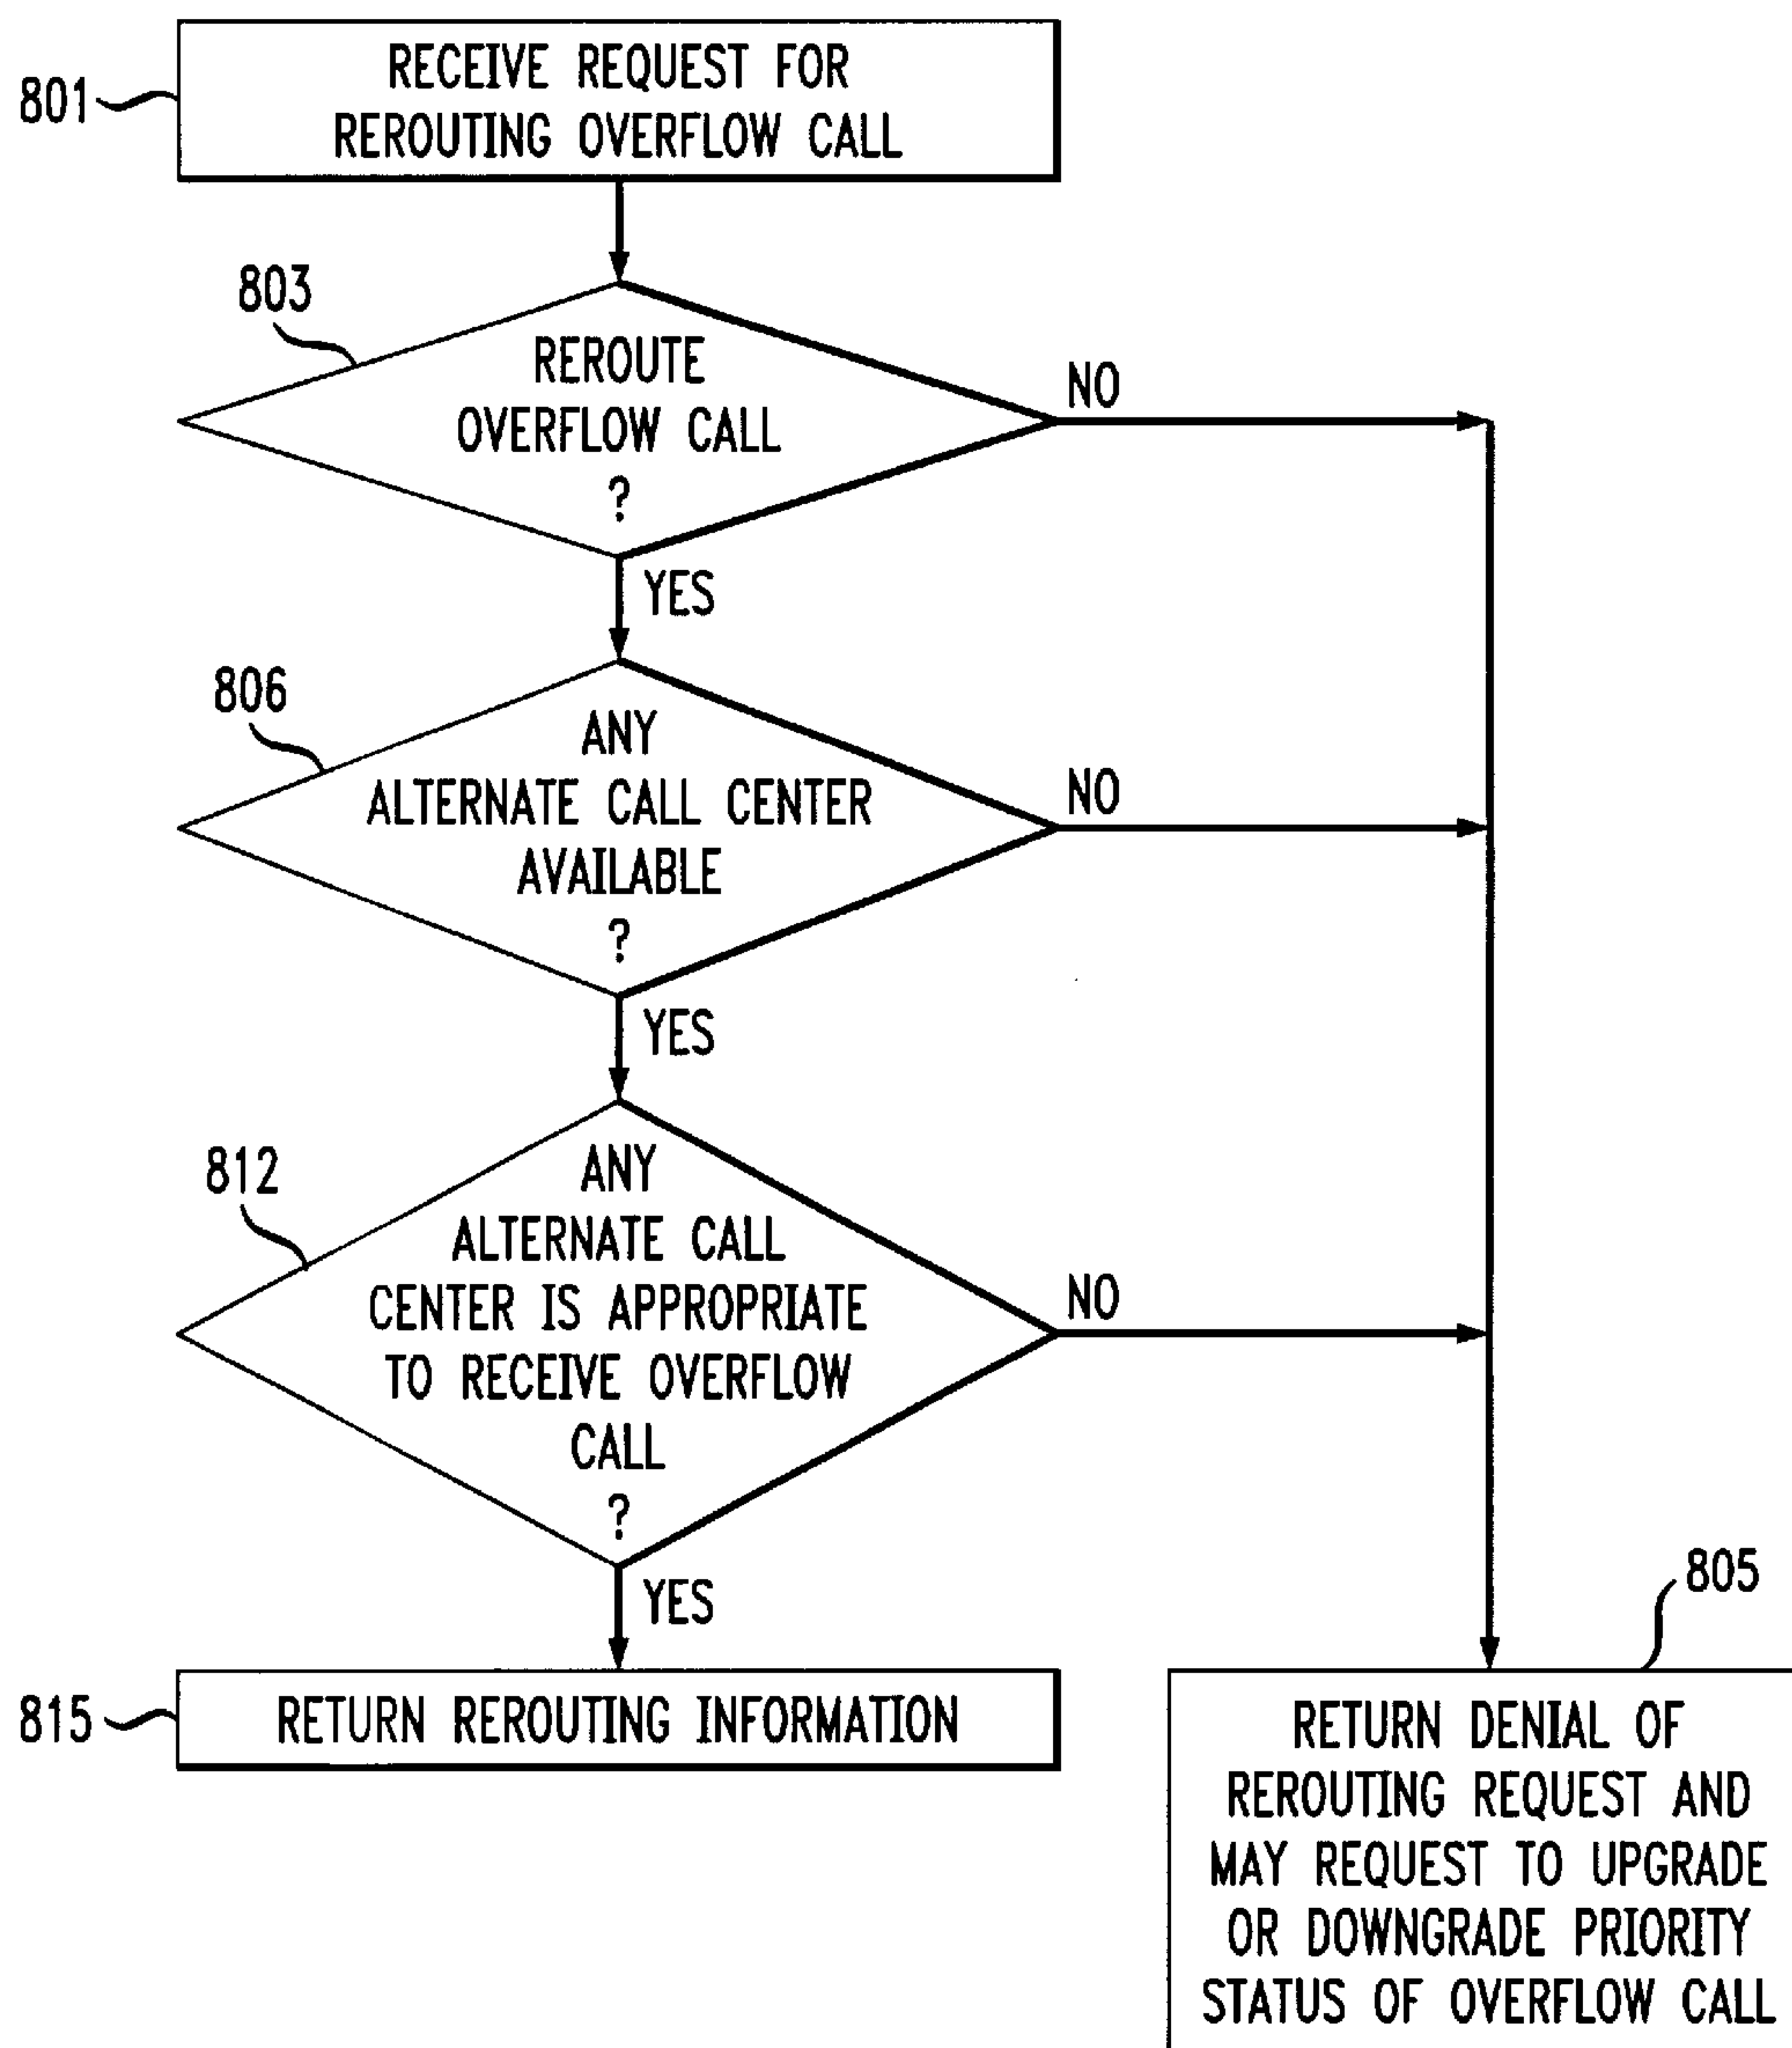 801
RECEIVE REQUEST FOR
REROUTING OVERFLOW CALL
803
REROUTE
OVERFLOW CALL
?
NO
YES
806
ANY
ALTERNATE CALL CENTER
AVAILABLE
?
NO
YES
812
ANY
ALTERNATE CALL
CENTER IS APPROPRIATE
TO RECEIVE OVERFLOW
CALL
?
NO
YES
815
RETURN REROUTING INFORMATION
805
RETURN DENIAL OF
REROUTING REQUEST AND
MAY REQUEST TO UPGRADE
OR DOWNGRADE PRIORITY
STATUS OF OVERFLOW CALL